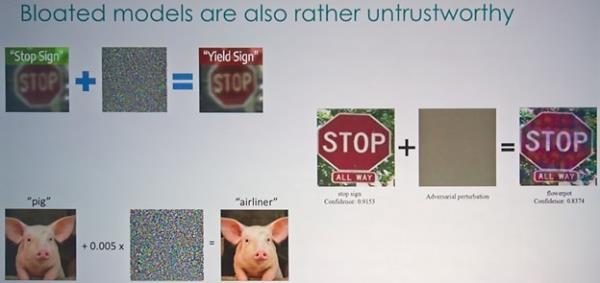 Bloated models are also rather untrustworthy
"Stop Sign"
STOP
+
=
"Yield Sign"
STOP
STOP
ALL WAY
+
=
STOP
ALL WAY
stop sign
Confidence: 0.9153
Adversarial perturbation
flowerpot
Confidence: 0.8374
"pig"
+ 0.005 x
=
"airliner"